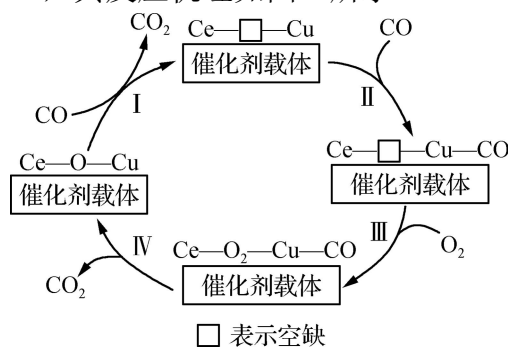 CO₂
Ce—□—Cu
催化剂载体
CO
CO
Ⅰ
Ⅱ
Ce—O—Cu
催化剂载体
Ce—□—Cu—CO
催化剂载体
Ⅳ
Ce—O₂—Cu—CO
催化剂载体
Ⅲ
O₂
CO₂
□ 表示空缺